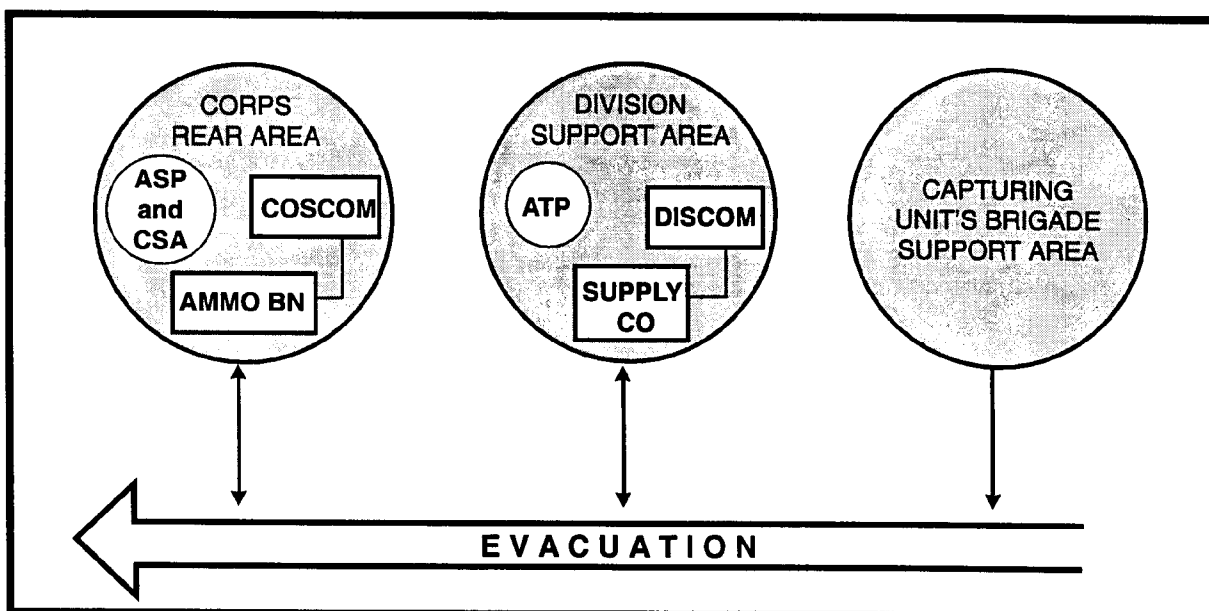 CORPS
REAR AREA
ASP
and
CSA
COSCOM
AMMO BN
DIVISION
SUPPORT AREA
ATP
DISCOM
SUPPLY
CO
CAPTURING
UNIT'S BRIGADE
SUPPORT AREA
EVACUATION